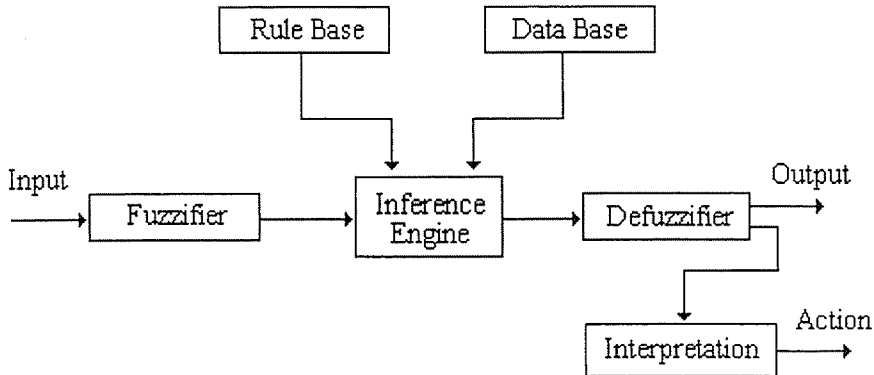 Rule Base
Data Base
Input
Fuzzifier
Inference
Engine
Defuzzifier
Output
Interpretation
Action